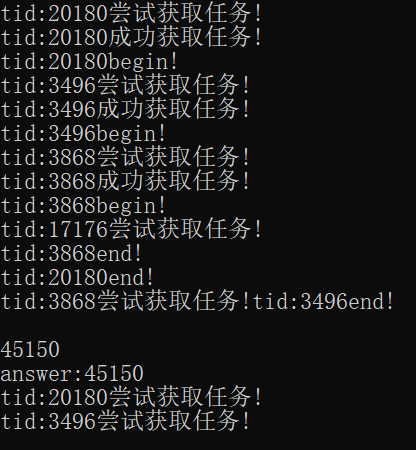 tid:20180尝试获取任务!
tid:20180成功获取任务!
tid:20180begin!
tid:3496尝试获取任务!
tid:3496成功获取任务!
tid:3496begin!
tid:3868尝试获取任务!
tid:3868成功获取任务!
tid:3868begin!
tid:17176尝试获取任务!
tid:3868end!
tid:20180end!
tid:3868尝试获取任务!tid:3496end!
45150
answer:45150
tid:20180尝试获取任务!
tid:3496尝试获取任务!